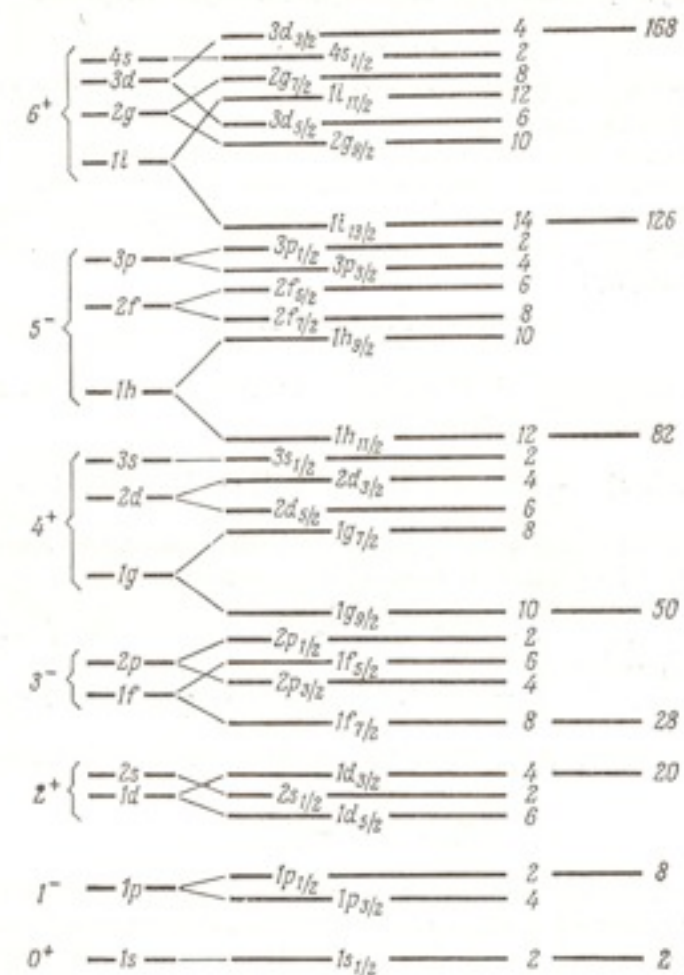 3d3/2 4 168
4s 4s1/2 2
3d 2g7/2 8
6+ 2g 1i11/2 12
3d5/2 6
1i 2g9/2 10
1i13/2 14 126
3p 3p1/2 2
3p3/2 4
2f 2f5/2 6
5- 2f7/2 8
1h9/2 10
1h
1h11/2 12 82
3s 3s1/2 2
2d 2d3/2 4
4+ 2d5/2 6
1g7/2 8
1g
1g9/2 10 50
2p1/2 2
2p 1f5/2 6
3- 1f 2p3/2 4
1f7/2 8 28
2s 1d3/2 4 20
2+ 1d 2s1/2 2
1d5/2 6
1p1/2 2 8
1- 1p 1p3/2 4
0+ 1s 1s1/2 2 2